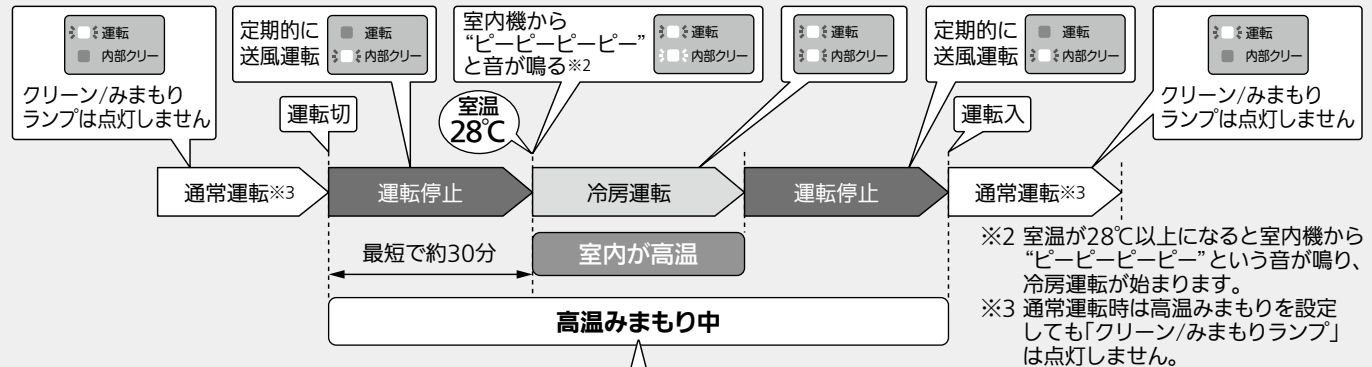 運転
内部クリー
クリーン/みまもり
ランプは点灯しません
定期的に
送風運転
運転
内部クリー
室内機から
“ピーピーピーピー”
と音が鳴る※2
運転
内部クリー
運転
内部クリー
定期的に
送風運転
運転
内部クリー
運転
内部クリー
クリーン/みまもり
ランプは点灯しません
運転切
室温
28℃
運転入
通常運転※3
運転停止
冷房運転
運転停止
通常運転※3
最短で約30分
室内が高温
高温みまもり中
※2 室温が28℃以上になると室内機から
“ピーピーピーピー”という音が鳴り、
冷房運転が始まります。
※3 通常運転時は高温みまもりを設定
しても「クリーン/みまもりランプ」
は点灯しません。